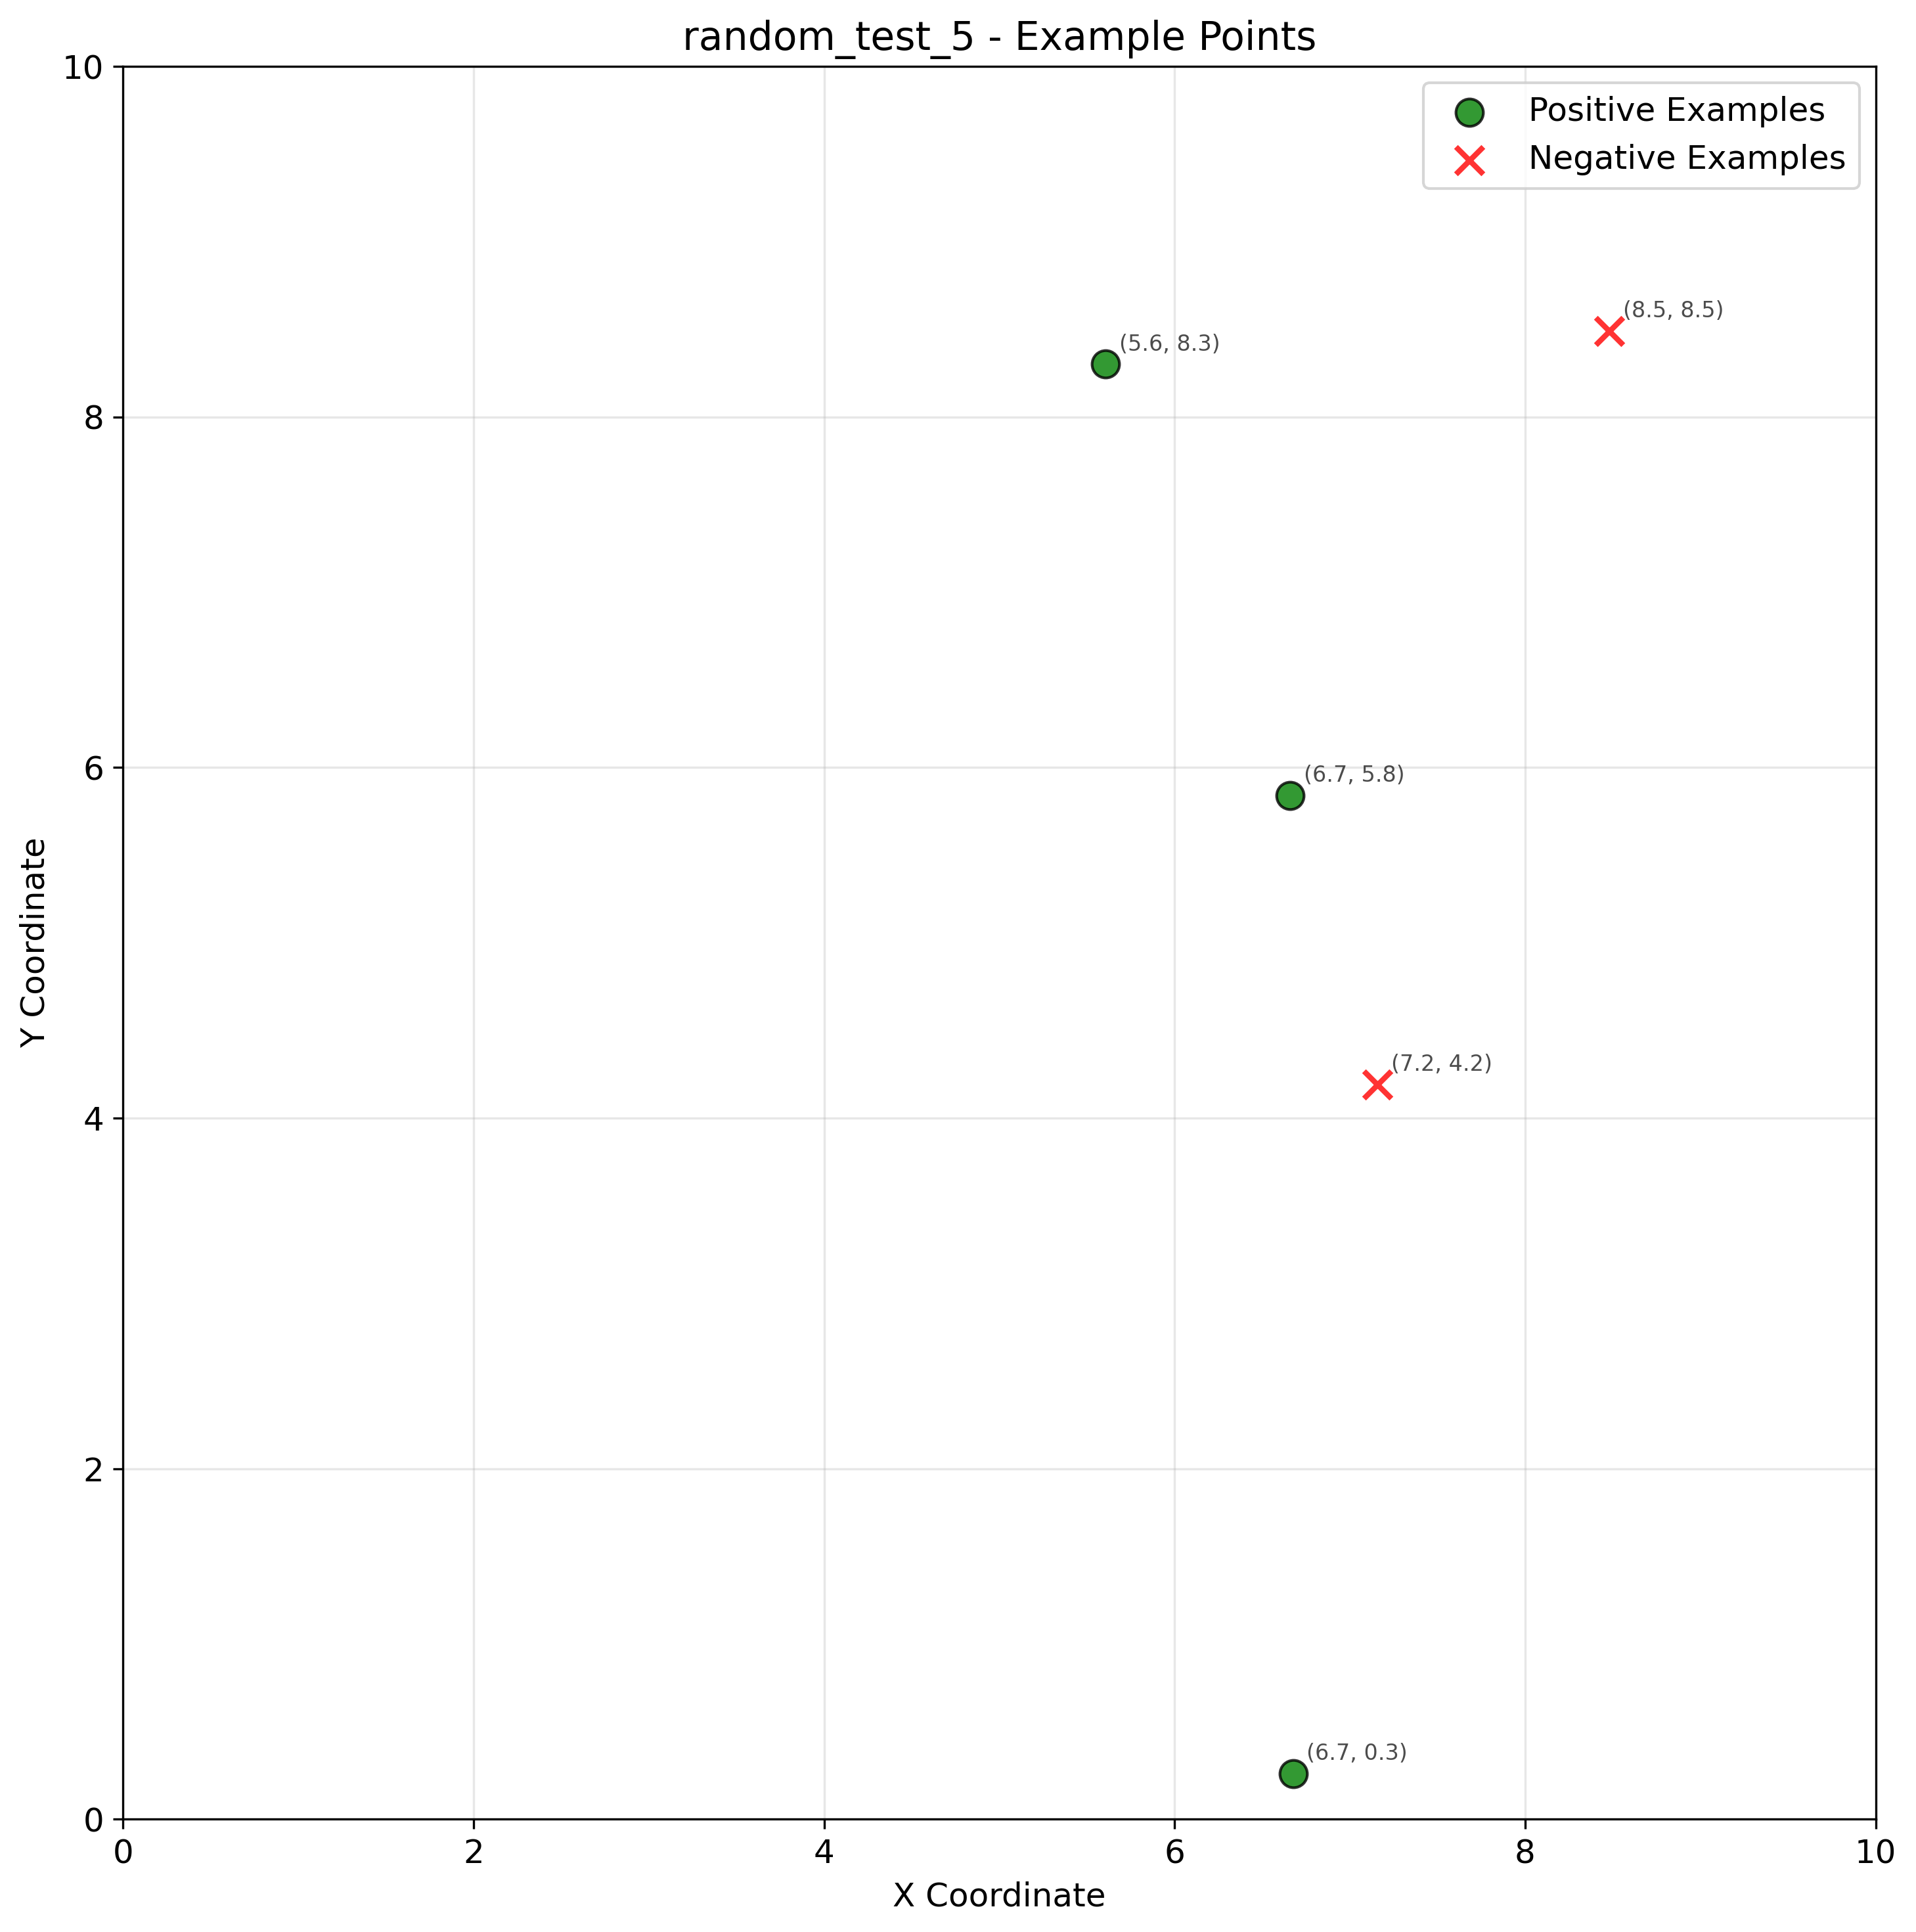 random_test_5 - Example Points
10
Positive Examples
Negative Examples
(8.5, 8.5)
(5.6, 8.3)
8
6
(6.7, 5.8)
Y Coordinate
(7.2, 4.2)
4
2
(6.7, 0.3)
0
0 2 4 6 8 10
X Coordinate